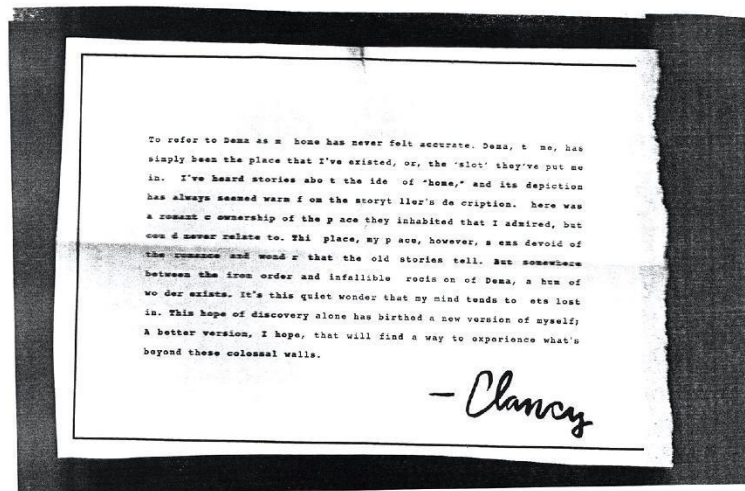 To refer to Dema as m  home has never felt accurate. Dema, t  me, has
simply been the place that I've existed, or, the 'slot' they've put me
in.  I've heard stories abo t the ide  of "home," and its depiction
has always seemed warm f om the storyt ller's de cription.  here was
a romant c ownership of the p ace they inhabited that I admired, but
cou d never relate to. Thi  place, my p ace, however, s ems devoid of
the romance and wond r that the old stories tell. But somewhere
between the iron order and infallible  recis on of Dema, a hum of
wo der exists. It's this quiet wonder that my mind tends to  ets lost
in. This hope of discovery alone has birthed a new version of myself;
A better version, I hope, that will find a way to experience what's
beyond these colossal walls.
— Clancy